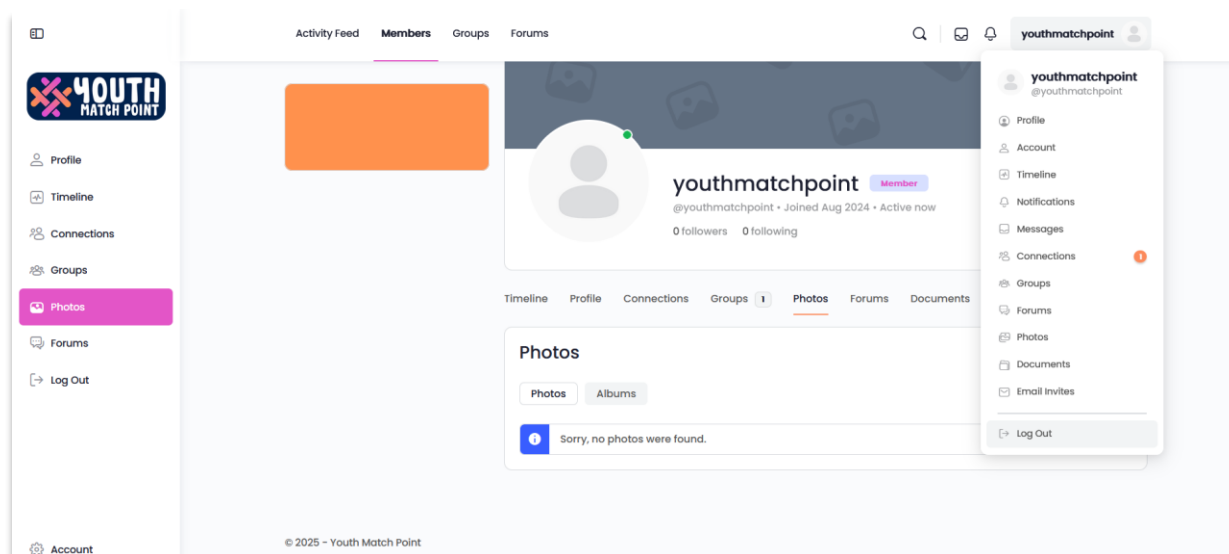 Activity Feed Members Groups Forums
youthmatchpoint
YOUTH
MATCH POINT
Profile
Timeline
Connections
Groups
Photos
Forums
Log Out
Account
youthmatchpoint Member
@youthmatchpoint • Joined Aug 2024 • Active now
0 followers 0 following
Timeline Profile Connections Groups 1 Photos Forums Documents
Photos
Photos Albums
Sorry, no photos were found.
youthmatchpoint
@youthmatchpoint
Profile
Account
Timeline
Notifications
Messages
Connections 1
Groups
Forums
Photos
Documents
Email Invites
Log Out
© 2025 - Youth Match Point